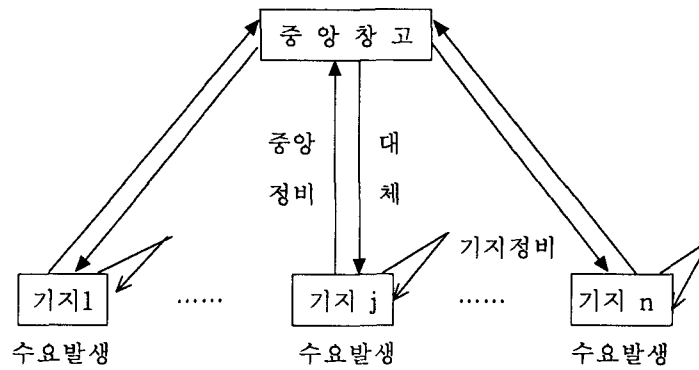 중 앙 창 고
중앙 대
정비 체
기지정비
기지1 ...... 기지 j ...... 기지 n
수요발생 수요발생 수요발생